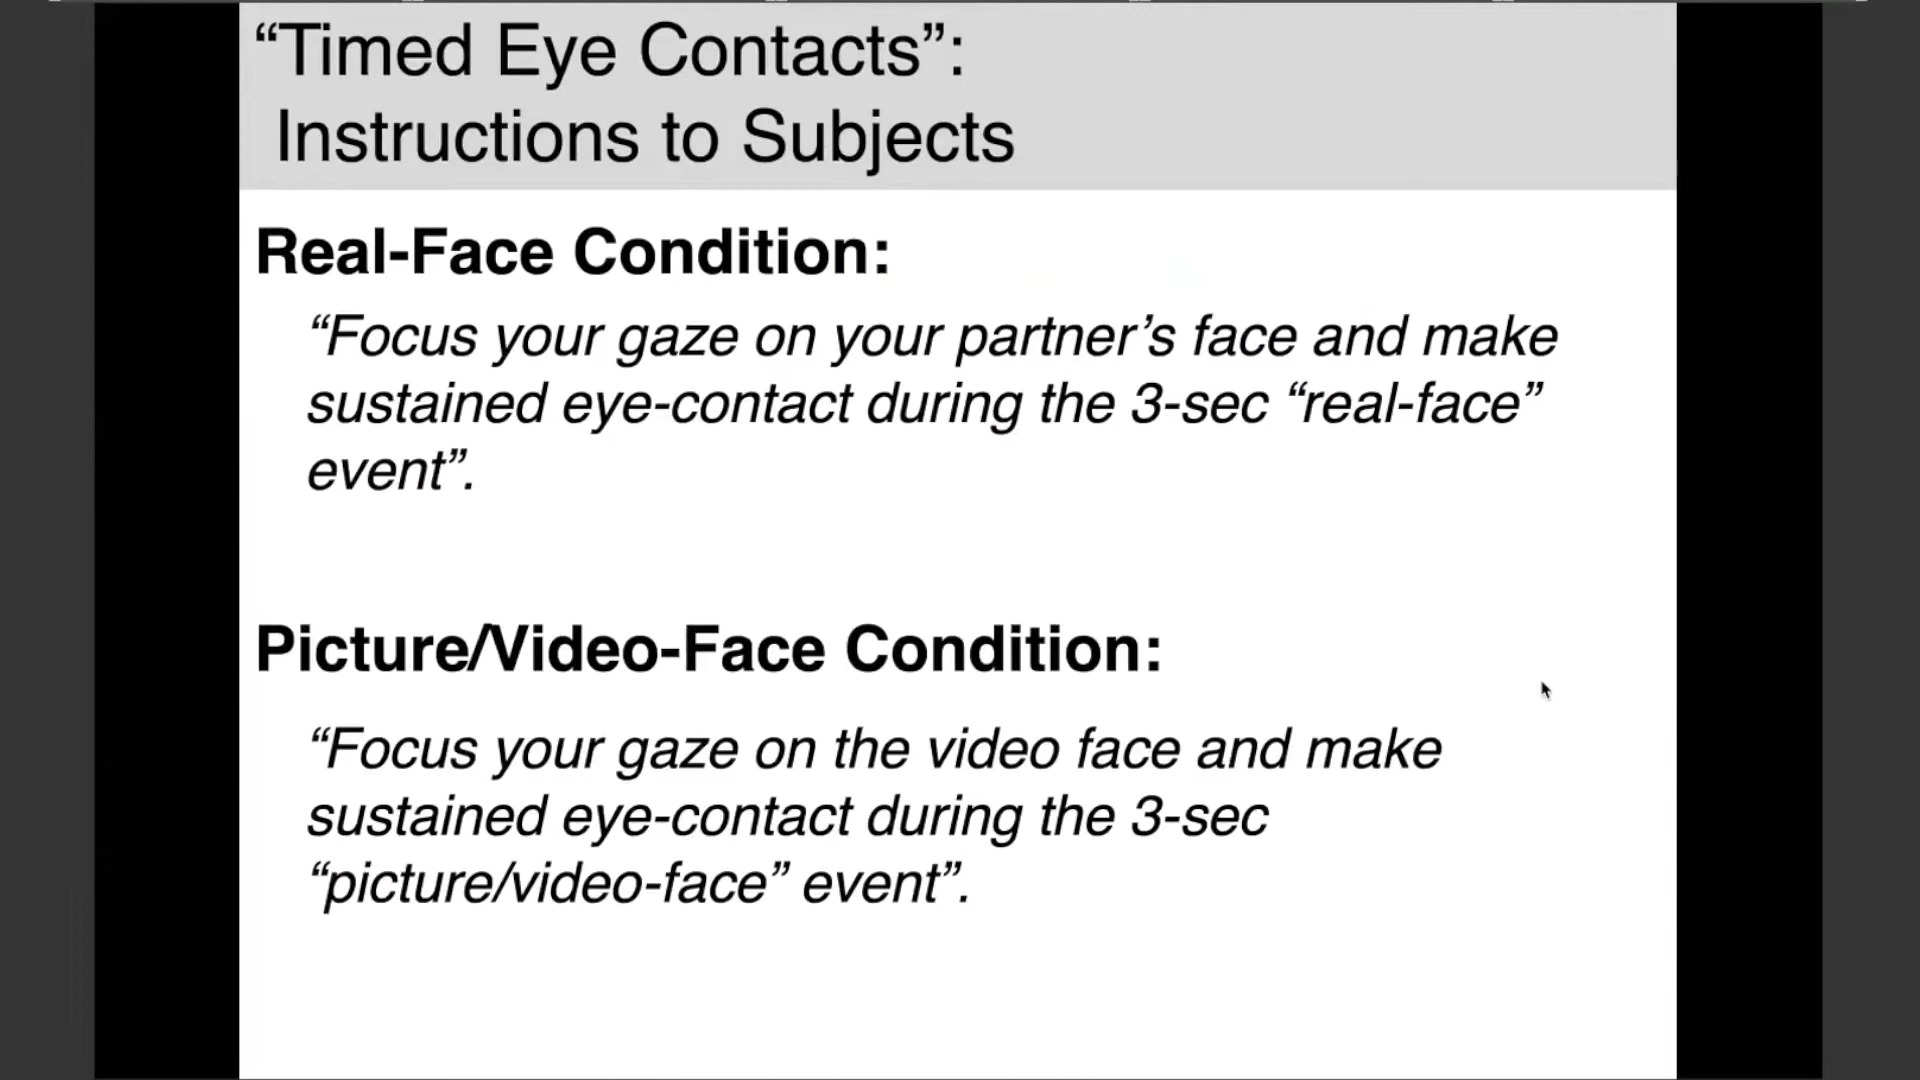 “Timed Eye Contacts”:
Instructions to Subjects
Real-Face Condition:
“Focus your gaze on your partner’s face and make
sustained eye-contact during the 3-sec “real-face”
event”.
Picture/Video-Face Condition:
“Focus your gaze on the video face and make
sustained eye-contact during the 3-sec
“picture/video-face” event”.